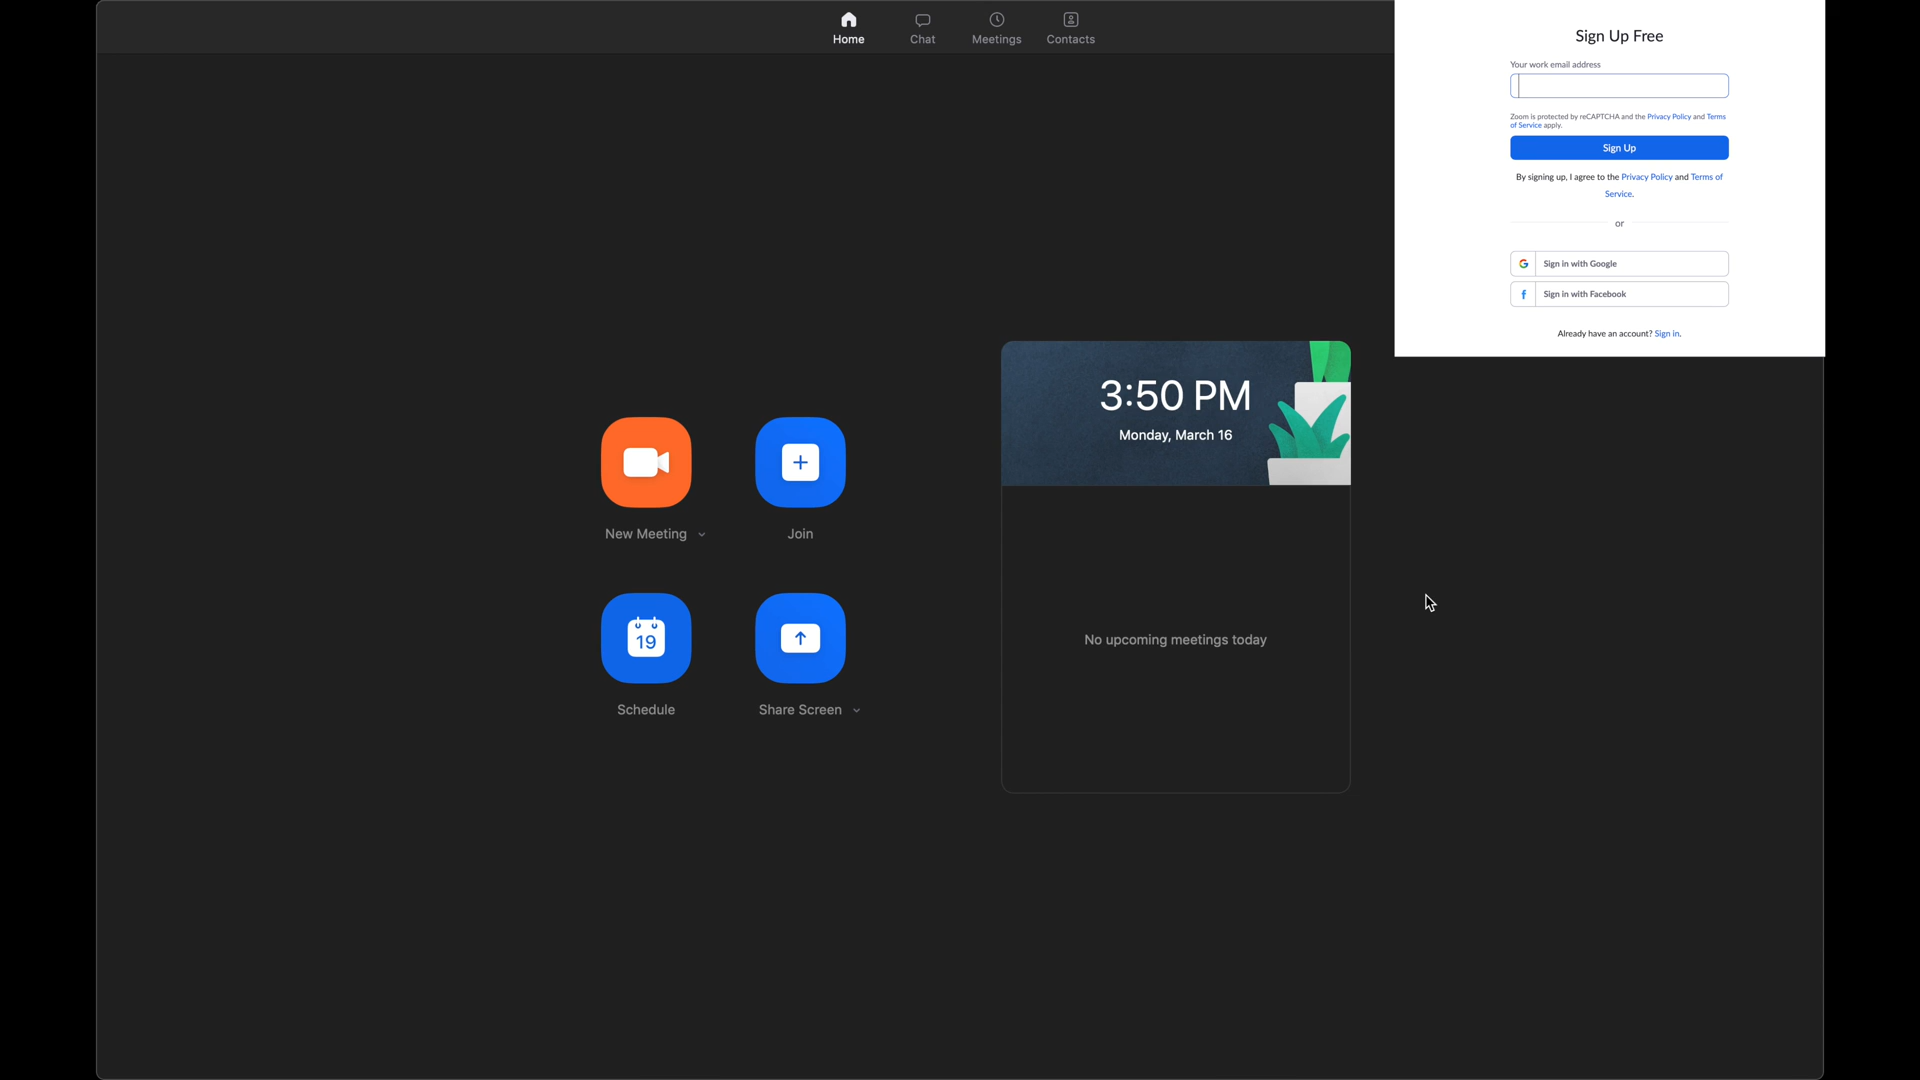 Home
Chat
Meetings
Contacts
Sign Up Free
Your work email address
Zoom is protected by reCAPTCHA and the Privacy Policy and Terms
of Service apply.
Sign Up
By signing up, I agree to the Privacy Policy and Terms of
Service.
or
G Sign in with Google
f Sign in with Facebook
Already have an account? Sign in.
3:50 PM
Monday, March 16
New Meeting
Join
No upcoming meetings today
19
Schedule
Share Screen